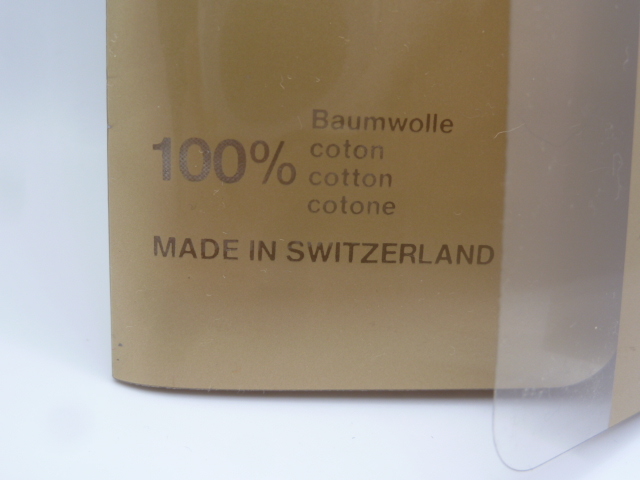 Baumwolle
100% coton
cotton
cotone
MADE IN SWITZERLAND